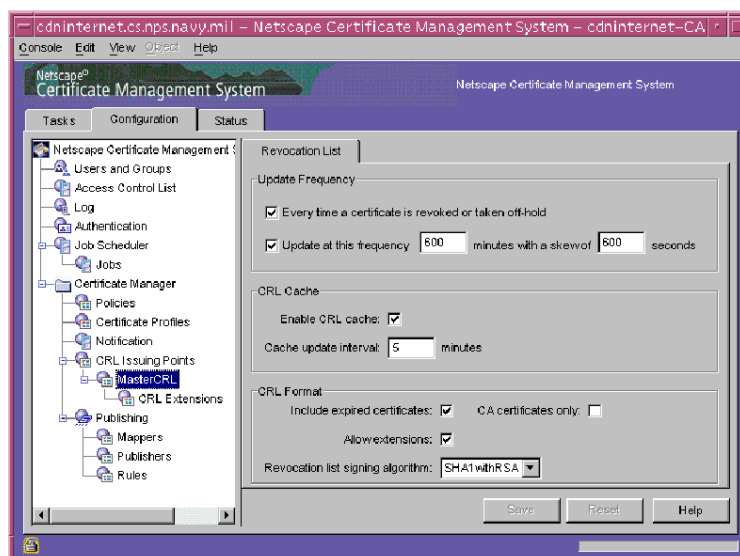 cdninternet.cs.nps.navy.mil – Netscape Certificate Management System – cdninternet-CA
Console Edit View Object Help
Netscape®
Certificate Management System
Netscape Certificate Management System
Tasks Configuration Status
Netscape Certificate Management
Users and Groups
Access Control List
Log
Authentication
Job Scheduler
Jobs
Certificate Manager
Policies
Certificate Profiles
Notification
CRL Issuing Points
MasterCRL
CRL Extensions
Publishing
Mappers
Publishers
Rules
Revocation List
Update Frequency
Every time a certificate is revoked or taken off-hold
Update at this frequency 600 minutes with a skew of 600 seconds
CRL Cache
Enable CRL cache:
Cache update interval: 5 minutes
CRL Format
Include expired certificates: CA certificates only:
Allow extensions:
Revocation list signing algorithm: SHA1withRSA
Save Reset Help